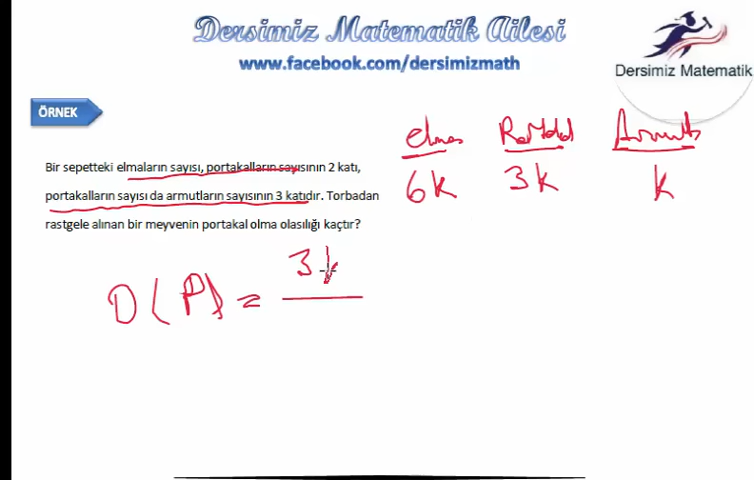 Dersimiz Matematik Ailesi
www.facebook.com/dersimizmath
Dersimiz Matematik
ÖRNEK
elma Portakal Armut
Bir sepetteki elmaların sayısı, portakalların sayısının 2 katı,
6k 3k k
portakalların sayısı da armutların sayısının 3 katıdır. Torbadan
rastgele alınan bir meyvenin portakal olma olasılığı kaçtır?
3k
O(P) =